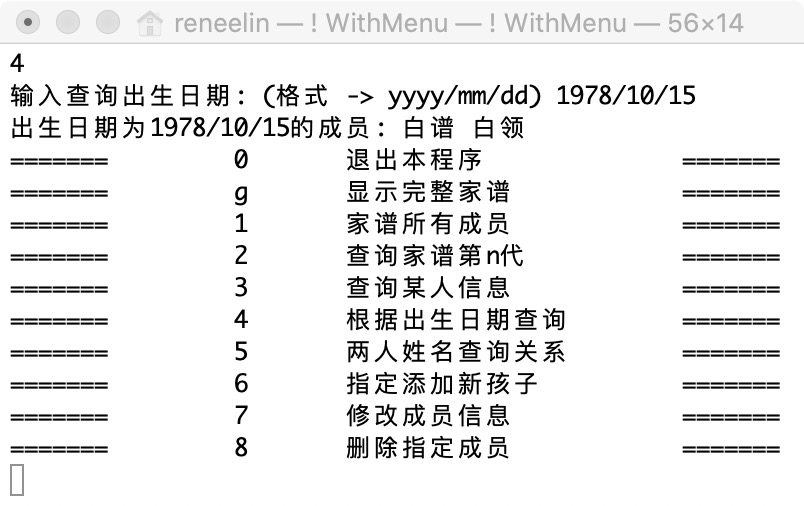 reneelin — ! WithMenu — ! WithMenu — 56×14
4
输入查询出生日期: (格式 -> yyyy/mm/dd) 1978/10/15
出生日期为1978/10/15的成员: 白谱 白领
======= 0 退出本程序 =======
======= g 显示完整家谱 =======
======= 1 家谱所有成员 =======
======= 2 查询家谱第n代 =======
======= 3 查询某人信息 =======
======= 4 根据出生日期查询 =======
======= 5 两人姓名查询关系 =======
======= 6 指定添加新孩子 =======
======= 7 修改成员信息 =======
======= 8 删除指定成员 =======